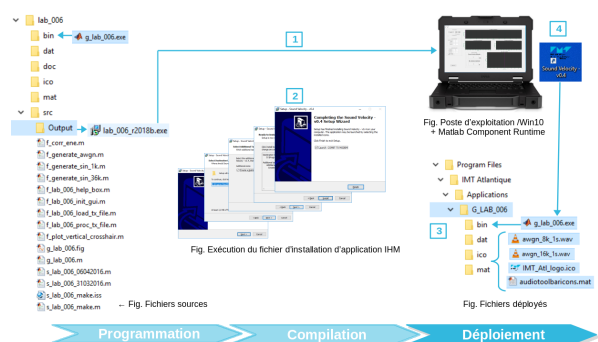 lab_006
bin
g_lab_006.exe
dat
doc
ico
mat
src
Output
lab_006_r2018b.exe
f_corr_ene.m
f_generate_awgn.m
f_generate_sin_1k.m
f_generate_sin_36k.m
f_lab_006_help_box.m
f_lab_006_init_gui.m
f_lab_006_load_tx_file.m
f_lab_006_proc_tx_file.m
f_plot_vertical_crosshair.m
g_lab_006.fig
g_lab_006.m
s_lab_006_06042016.m
s_lab_006_31032016.m
s_lab_006_make.iss
s_lab_006_make.m
← Fig. Fichiers sources
1
2
Completing the Sound Velocity -
v0.4 Setup Wizard
Fig. Exécution du fichier d'installation d'application IHM
4
Sound Velocity -
v0.4
Fig. Poste d'exploitation /Win10
+ Matlab Component Runtime
3
Program Files
IMT Atlantique
Applications
G_LAB_006
bin
g_lab_006.exe
dat
awgn_8k_1s.wav
ico
awgn_16k_1s.wav
mat
IMT_Atl_logo.ico
audiotoolbaricons.mat
Fig. Fichiers déployés
Programmation
Compilation
Déploiement